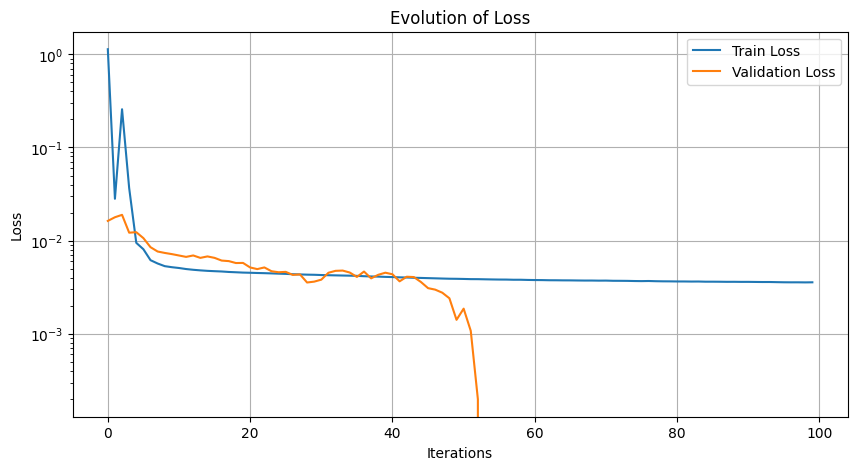 Evolution of Loss
Train Loss
Validation Loss
10⁰
10⁻¹
10⁻²
10⁻³
Loss
0
20
40
60
80
100
Iterations